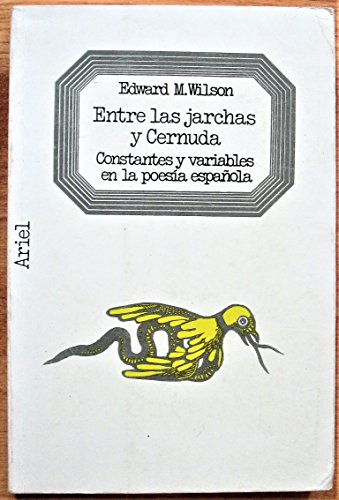 Edward M. Wilson
Entre las jarchas
y Cernuda
Constantes y variables
en la poesía española
Ariel